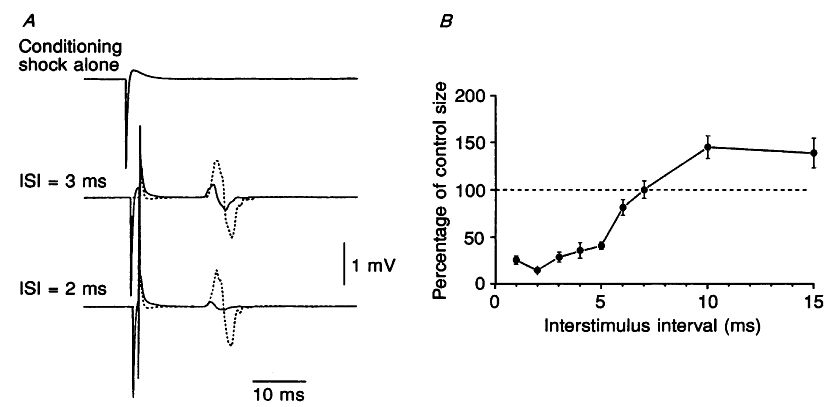 A
Conditioning
shock alone
ISI = 3 ms
ISI = 2 ms
1 mV
10 ms
B
Percentage of control size
200
150
100
50
0
0
5
10
15
Interstimulus interval (ms)